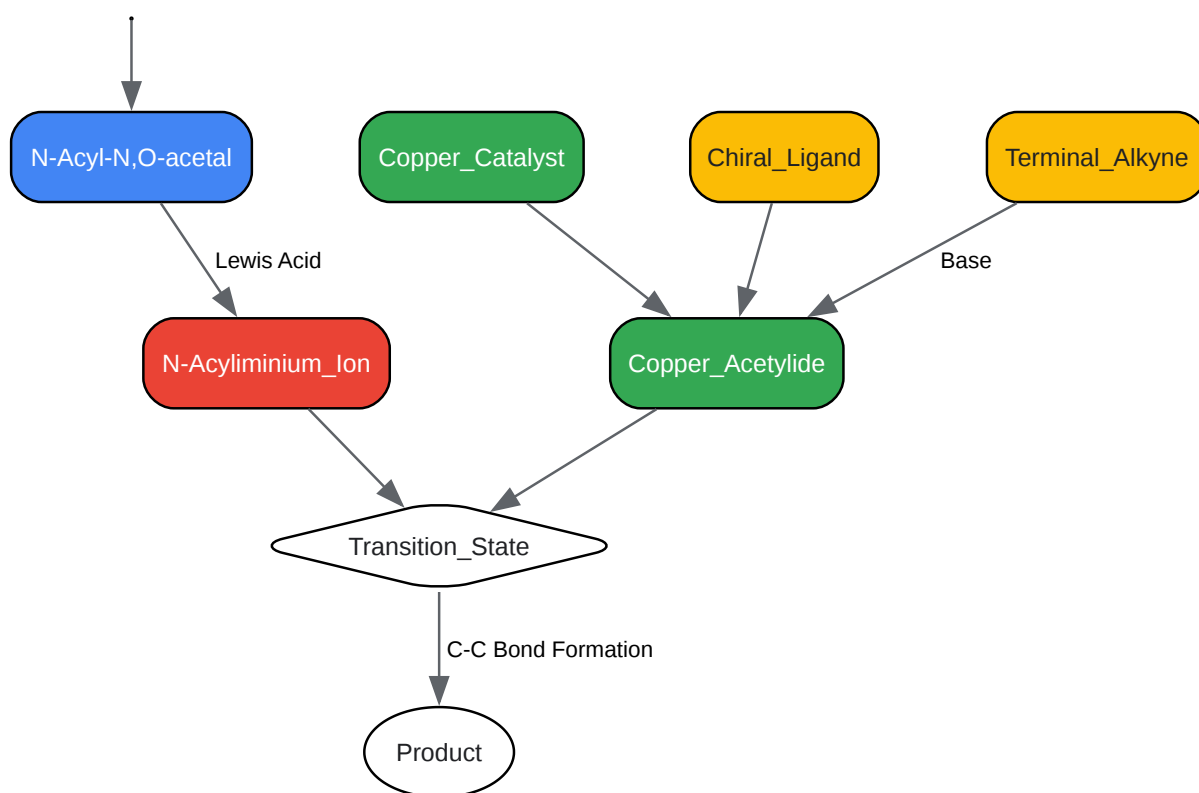 N-Acyl-N,O-acetal
Copper_Catalyst
Chiral_Ligand
Terminal_Alkyne
Lewis Acid
Base
N-Acyliminium_Ion
Copper_Acetylide
Transition_State
C-C Bond Formation
Product